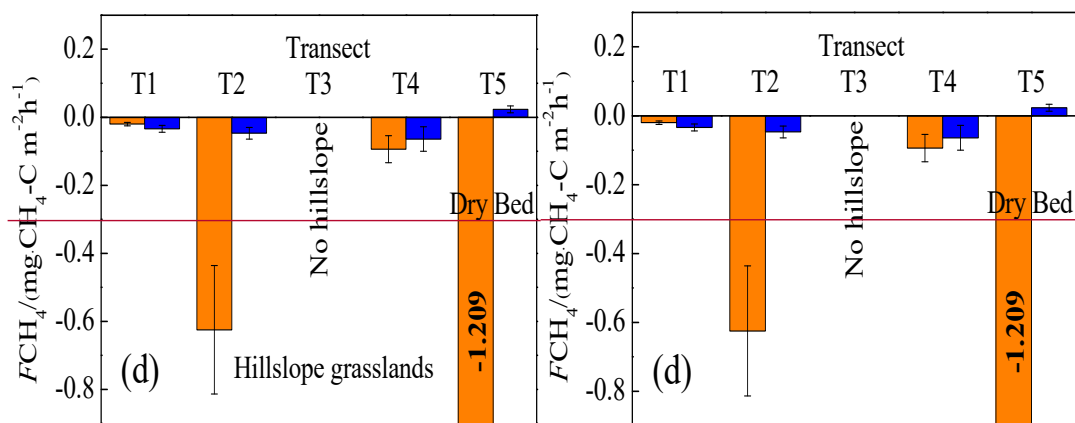 0.2
0.0
-0.2
-0.4
-0.6
-0.8
FCH4/(mg.CH4-C m-2h-1)
Transect
T1 T2 T3 T4 T5
No hillslope
Dry Bed
-1.209
(d) Hillslope grasslands
0.2
0.0
-0.2
-0.4
-0.6
-0.8
FCH4/(mg.CH4-C m-2h-1)
Transect
T1 T2 T3 T4 T5
No hillslope
Dry Bed
-1.209
(d)